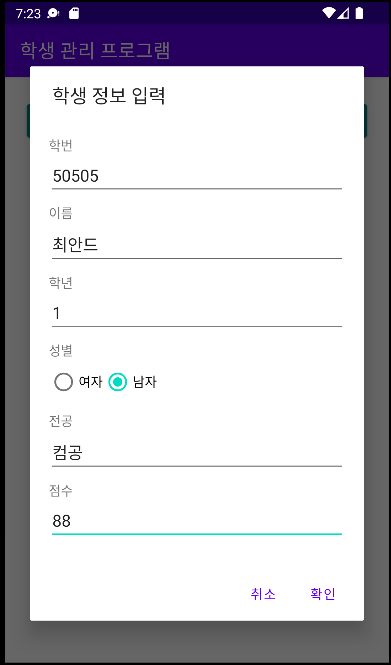 7:23
학생 관리 프로그램
학생 정보 입력
학번
50505
이름
최안드
학년
1
성별
여자 남자
전공
컴공
점수
88
취소 확인